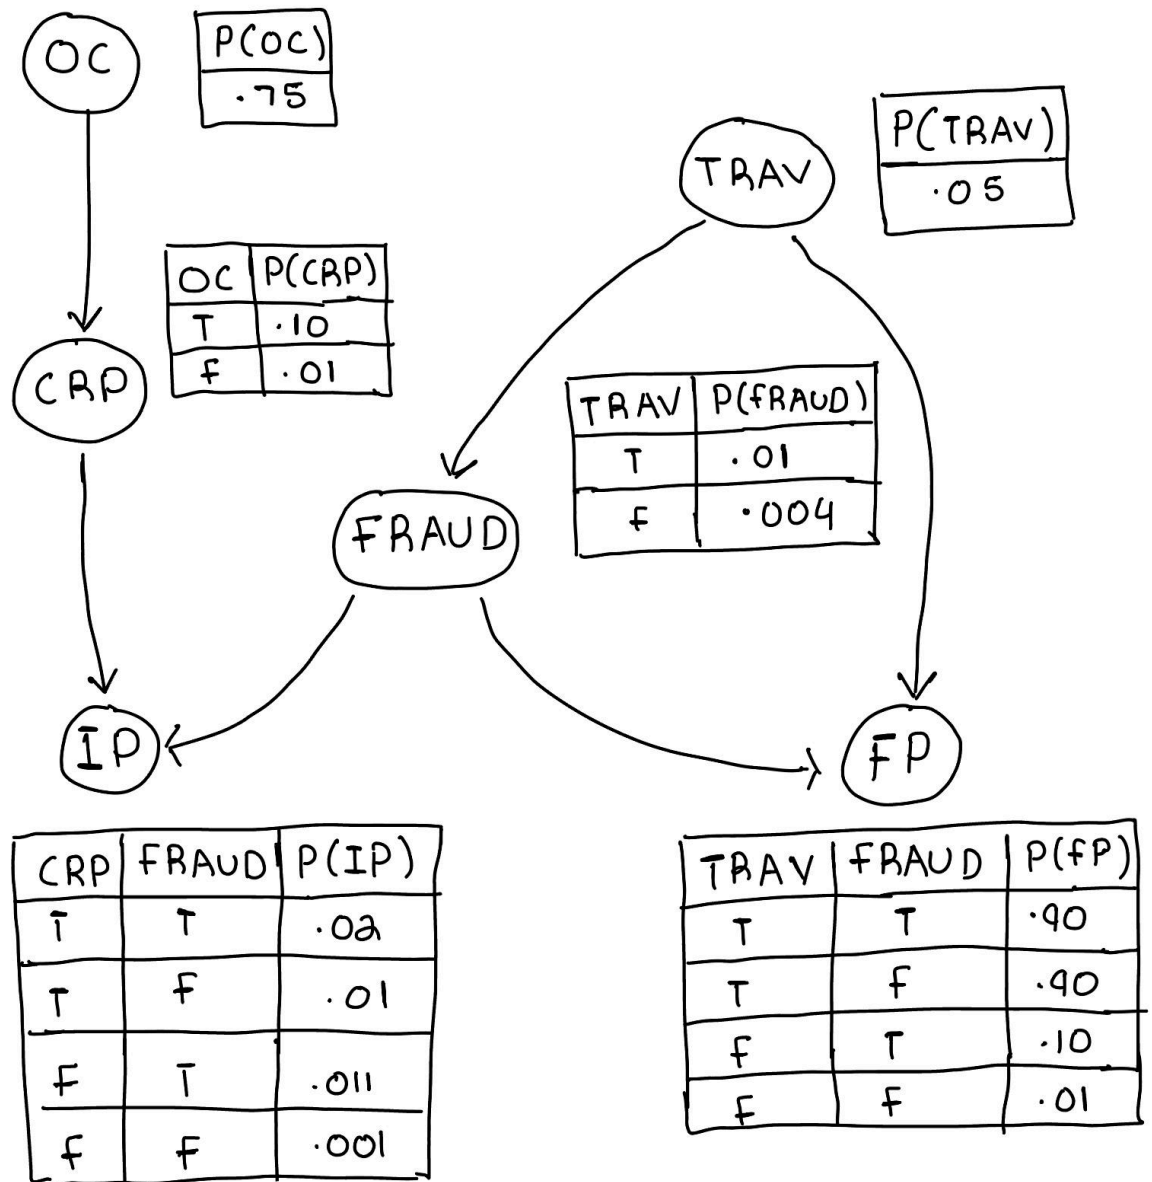 OC
P(OC)
.75
TRAV
P(TRAV)
.05
OC P(CRP)
T .10
F .01
CRP
TRAV P(FRAUD)
T .01
F .004
FRAUD
IP
FP
CRP FRAUD P(IP)
T T .02
T F .01
F T .011
F F .001
TRAV FRAUD P(FP)
T T .90
T F .90
F T .10
F F .01